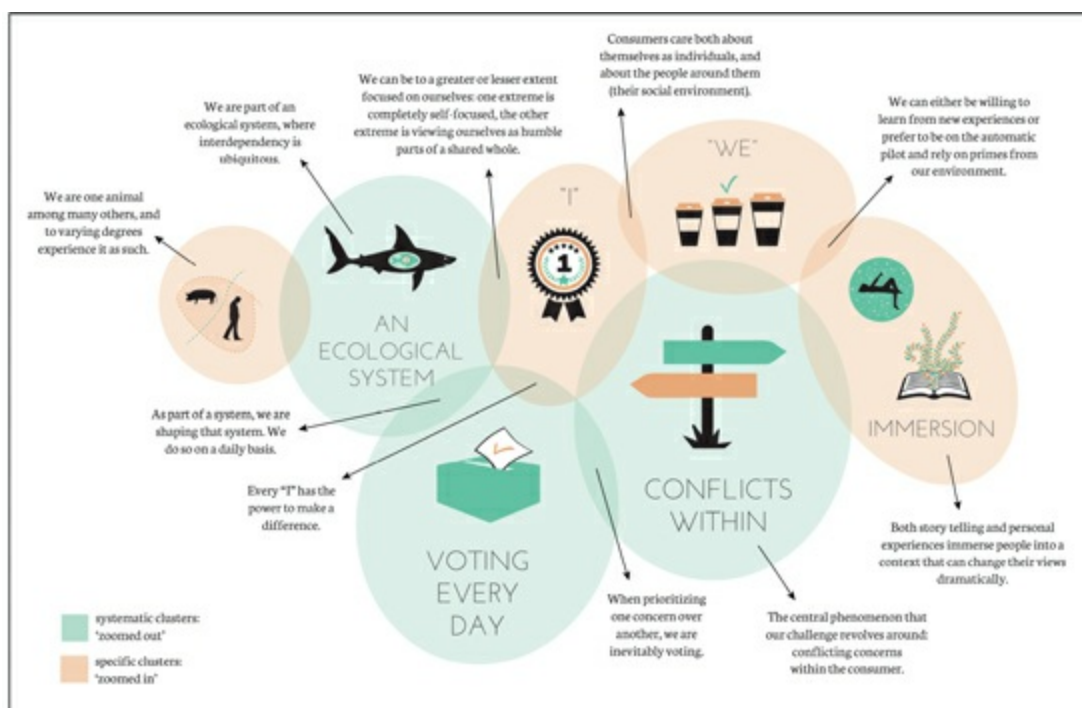 Consumers care both about
themselves as individuals, and
about the people around them
(their social environment).
We can be to a greater or lesser extent
focused on ourselves: one extreme is
completely self-focused, the other
extreme is viewing ourselves as humble
parts of a shared whole.
We are part of an
ecological system, where
interdependency is
ubiquitous.
We can either be willing to
learn from new experiences or
prefer to be on the automatic
pilot and rely on primes from
our environment.
We are one animal
among many others, and
to varying degrees
experience it as such.
"I"
"WE"
1
AN
ECOLOGICAL
SYSTEM
IMMERSION
As part of a system, we are
shaping that system. We
do so on a daily basis.
Every "I" has the
power to make a
difference.
CONFLICTS
WITHIN
VOTING
EVERY
DAY
Both story telling and personal
experiences immerse people into a
context that can change their views
dramatically.
When prioritizing
one concern over
another, we are
inevitably voting.
The central phenomenon that
our challenge revolves around:
conflicting concerns
within the consumer.
systematic clusters:
'zoomed out'
specific clusters:
'zoomed in'